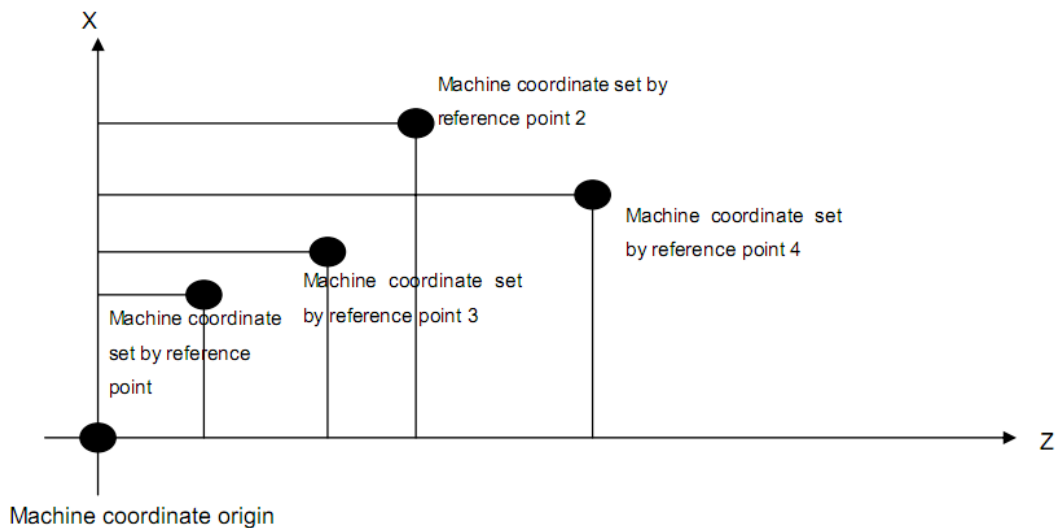 X
Machine coordinate set by
reference point 2
Machine coordinate set
by reference point 4
Machine coordinate set
by reference point 3
Machine coordinate
set by reference
point
Z
Machine coordinate origin